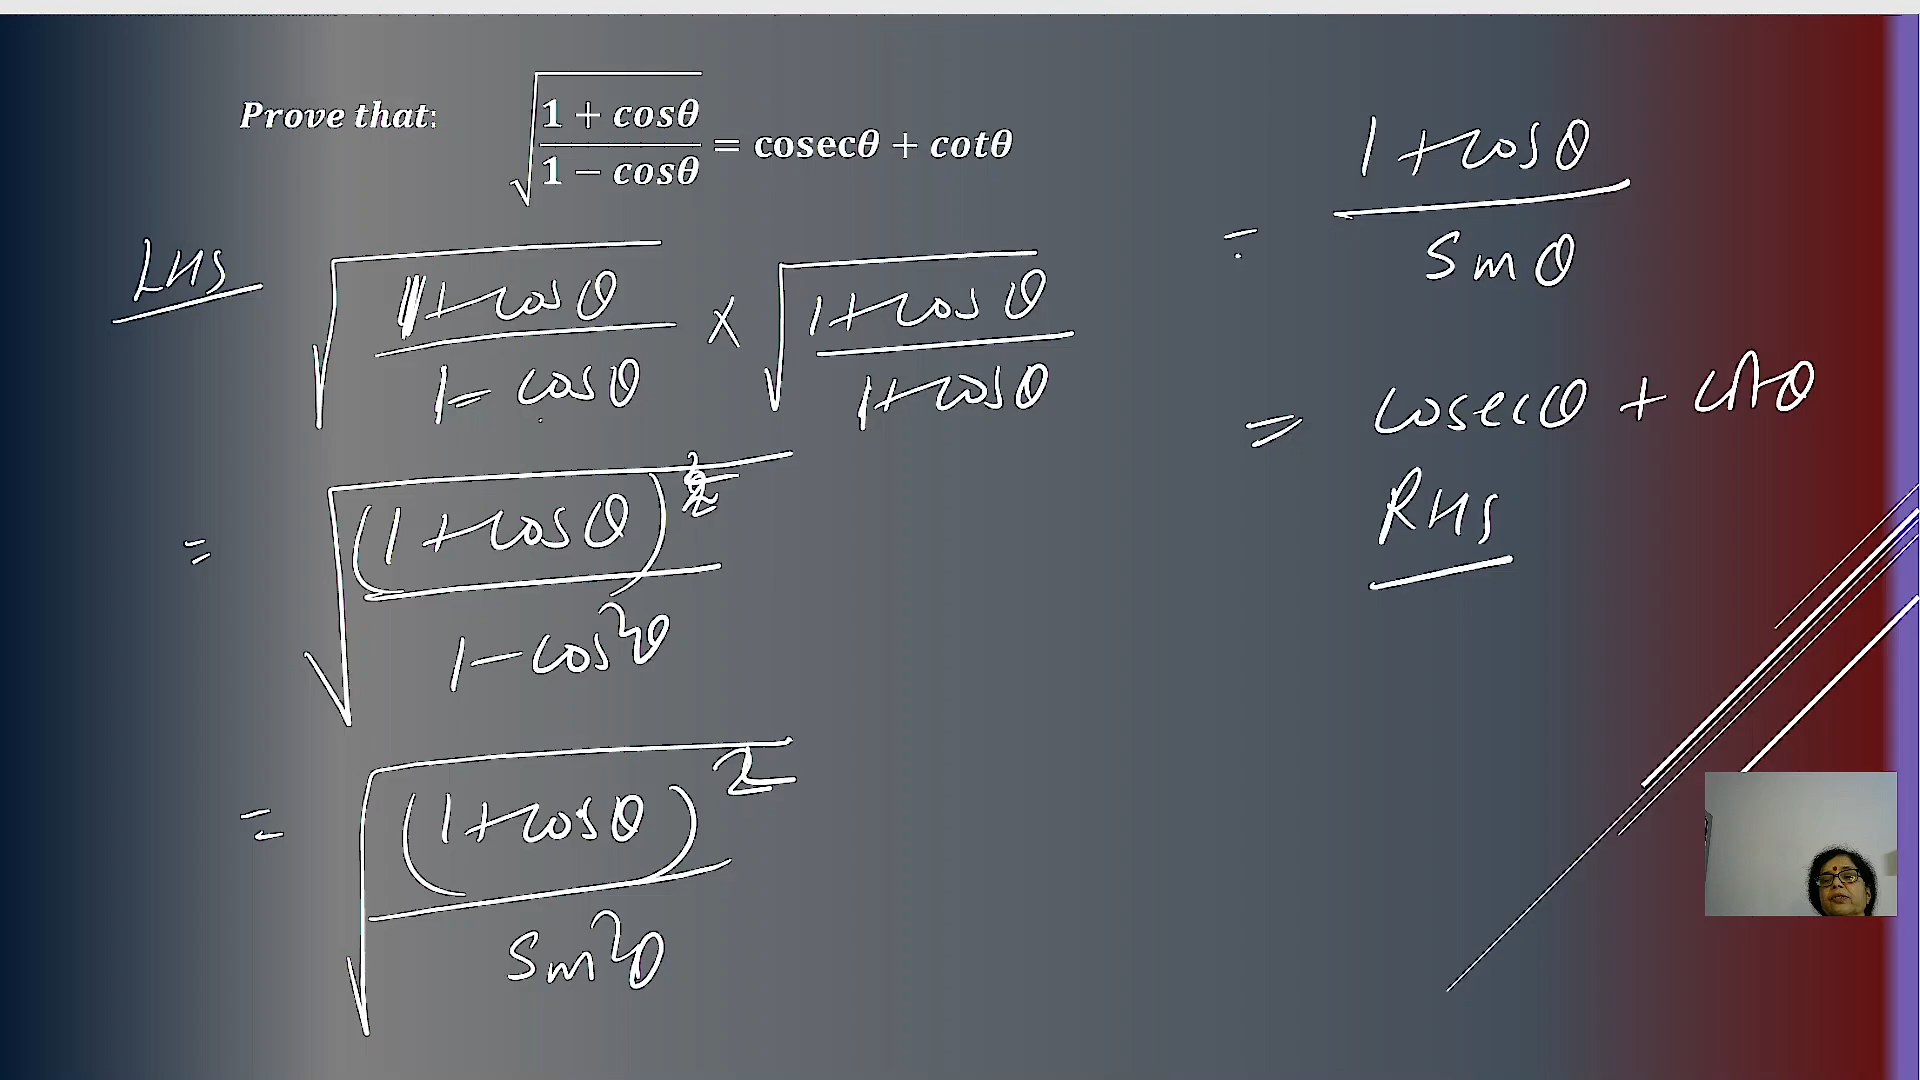 Prove that: √((1 + cosθ)/(1 − cosθ)) = cosecθ + cotθ
LHS √((1+cosθ)/(1-cosθ)) × √((1+cosθ)/(1+cosθ))
= √((1+cosθ)²/(1-cos²θ))
= √((1+cosθ)²/(sin²θ))
= (1+cosθ)/(sinθ)
= cosecθ + cotθ
RHS